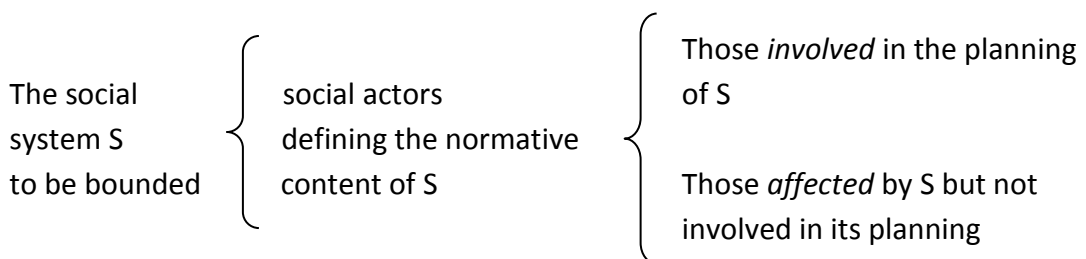 The social
system S
to be bounded
social actors
defining the normative
content of S
Those involved in the planning
of S
Those affected by S but not
involved in its planning